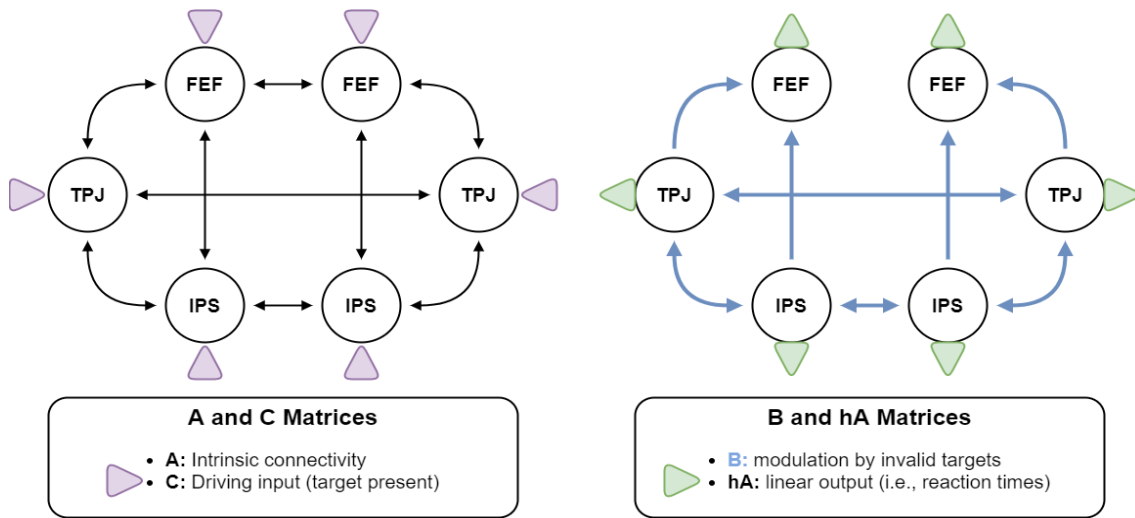 FEF
FEF
TPJ
TPJ
IPS
IPS
A and C Matrices
• A: Intrinsic connectivity
• C: Driving input (target present)
FEF
FEF
TPJ
TPJ
IPS
IPS
B and hA Matrices
• B: modulation by invalid targets
• hA: linear output (i.e., reaction times)